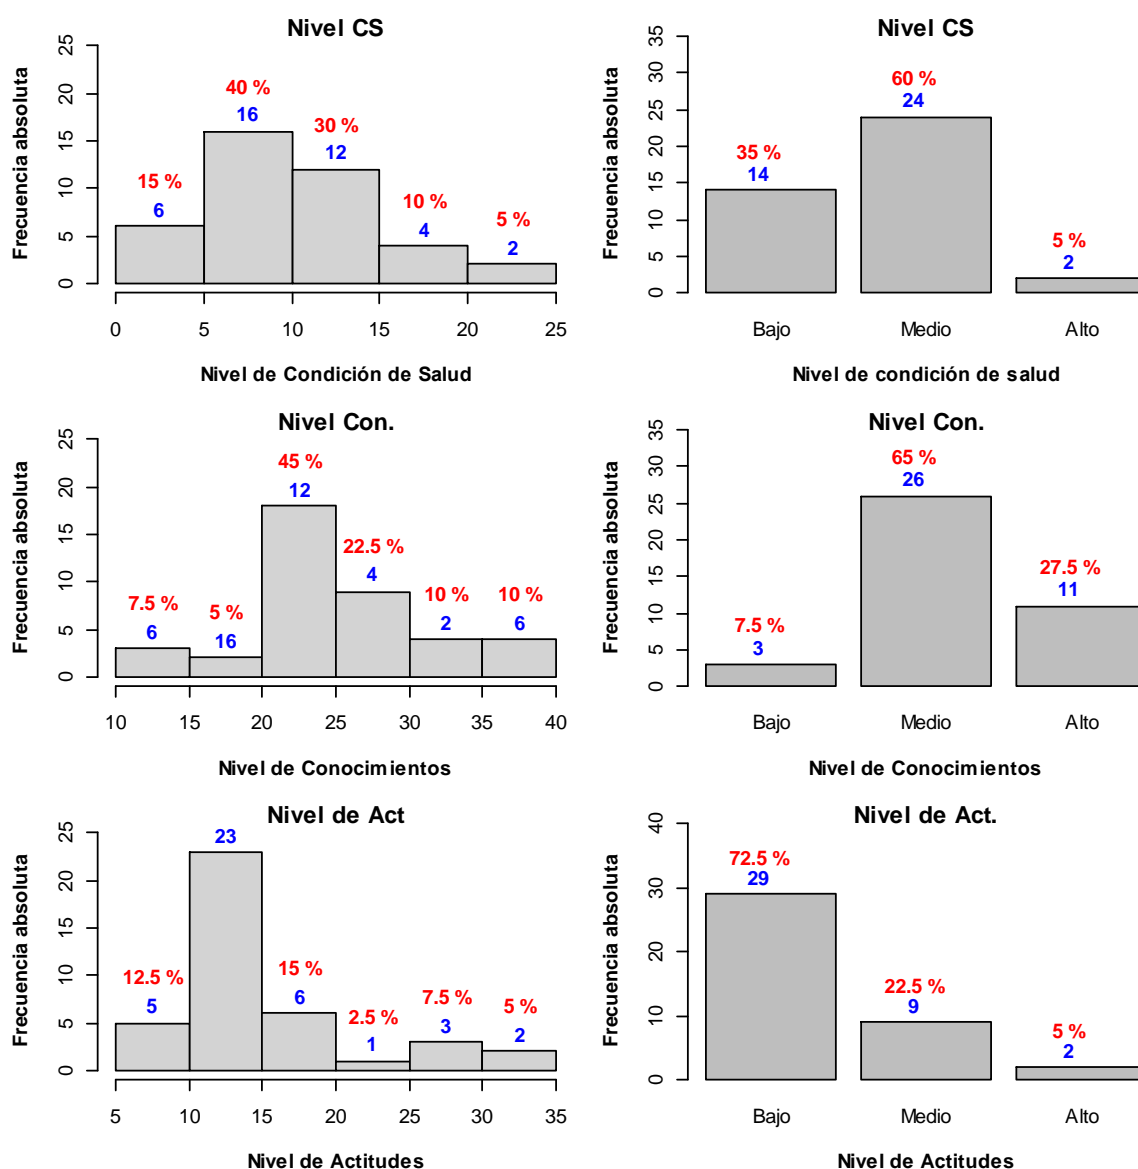 Nivel CS
Frecuencia absoluta
0 5 10 15 20 25
15 %
6
40 %
16
30 %
12
10 %
4
5 %
2
0 5 10 15 20 25
Nivel de Condición de Salud
Nivel CS
Frecuencia absoluta
0 5 10 15 20 25 30 35
35 %
14
60 %
24
5 %
2
Bajo Medio Alto
Nivel de condición de salud
Nivel Con.
Frecuencia absoluta
0 5 10 15 20 25
7.5 %
6
5 %
16
45 %
12
22.5 %
4
10 %
2
10 %
6
10 15 20 25 30 35 40
Nivel de Conocimientos
Nivel Con.
Frecuencia absoluta
0 5 10 15 20 25 30 35
7.5 %
3
65 %
26
27.5 %
11
Bajo Medio Alto
Nivel de Conocimientos
Nivel de Act
Frecuencia absoluta
0 5 10 15 20 25
12.5 %
5
23
15 %
6
2.5 %
1
7.5 %
3
5 %
2
5 10 15 20 25 30 35
Nivel de Actitudes
Nivel de Act.
Frecuencia absoluta
0 10 20 30 40
72.5 %
29
22.5 %
9
5 %
2
Bajo Medio Alto
Nivel de Actitudes